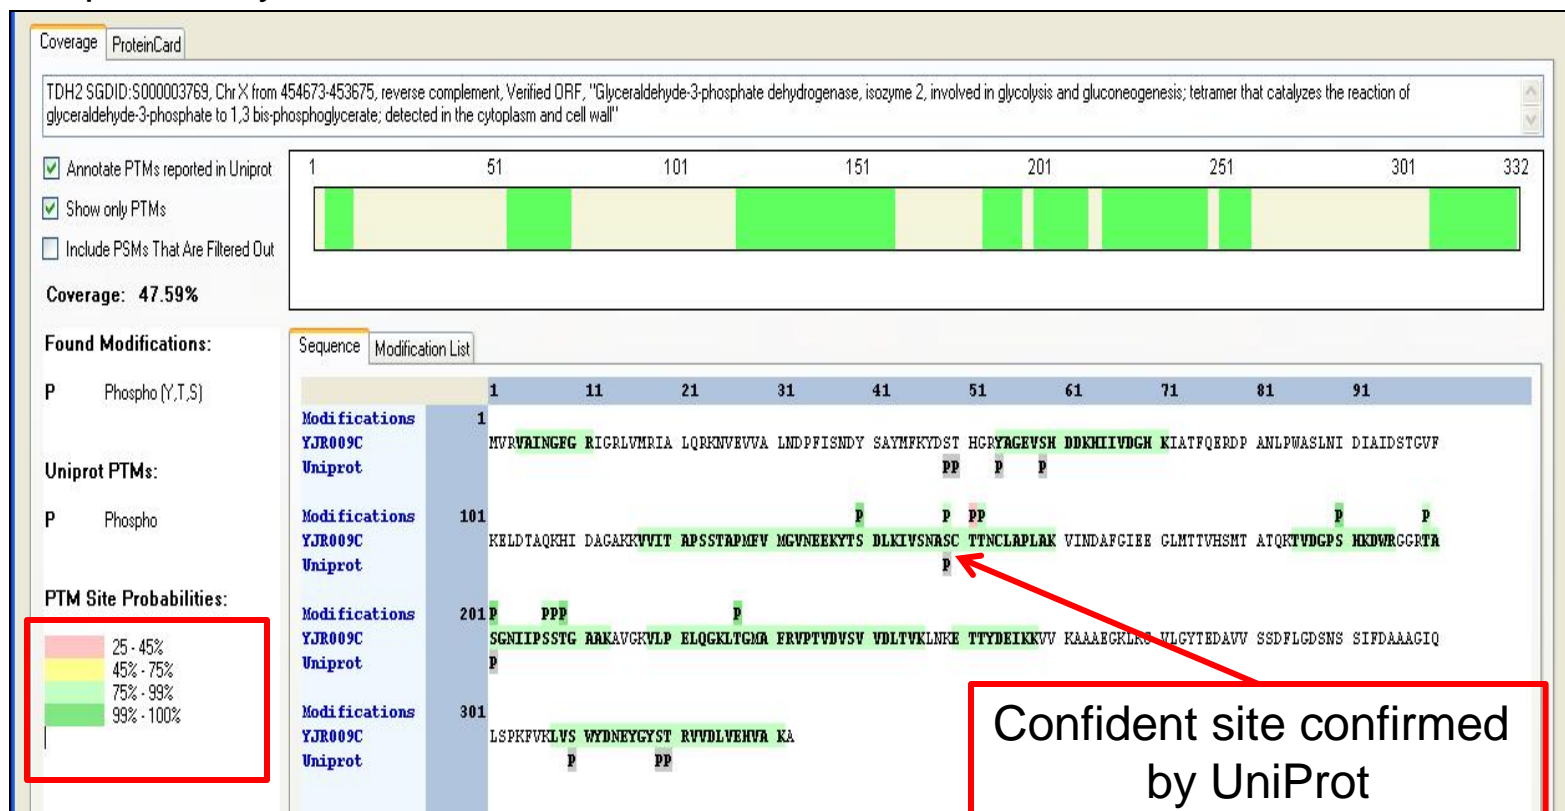 Coverage ProteinCard
TDH2 SGDID:S000003769, Chr X from 454673-453675, reverse complement, Verified ORF, "Glyceraldehyde-3-phosphate dehydrogenase, isozyme 2, involved in glycolysis and gluconeogenesis; tetramer that catalyzes the reaction of
glyceraldehyde-3-phosphate to 1,3 bis-phosphoglycerate; detected in the cytoplasm and cell wall"
Annotate PTMs reported in Uniprot
Show only PTMs
Include PSMs That Are Filtered Out
Coverage: 47.59%
1 51 101 151 201 251 301 332
Found Modifications:
P Phospho (Y,T,S)
Uniprot PTMs:
P Phospho
PTM Site Probabilities:
25 - 45%
45% - 75%
75% - 99%
99% - 100%
Sequence Modification List
1 11 21 31 41 51 61 71 81 91
Modifications 1
YJR009C MVRVAINGFG RIGRLVMRIA LQRKNVEVVA LNDPFISNDY SAYMFKYDST HGRYAGEVSH DDKHIIVDGH KIATFQERDP ANLPWASLNI DIAIDSTGVF
Uniprot PP P P
Modifications 101 P P PP P P
YJR009C KELDTAQKHI DAGAKKVVIT APSSTAPMFV MGVNEEKYTS DLKIVSNASC TTNCLAPLAK VINDAFGIEE GLMTTVHSMT ATQKTVDGPS HKDWRGGRTA
Uniprot P
Modifications 201 P PPP P
YJR009C SGNIIPSSTG AAKAVGKVLP ELQGKLTGMA FRVPTVDVSV VDLTVKLNKE TTYDEIKKVV KAAAEGKLKG VLGYTEDAVV SSDFLGDSNS SIFDAAAGIQ
Uniprot P
Modifications 301
YJR009C LSPKFVKLVS WYDNEYGYST RVVDLVEHVA KA
Uniprot P PP
Confident site confirmed
by UniProt